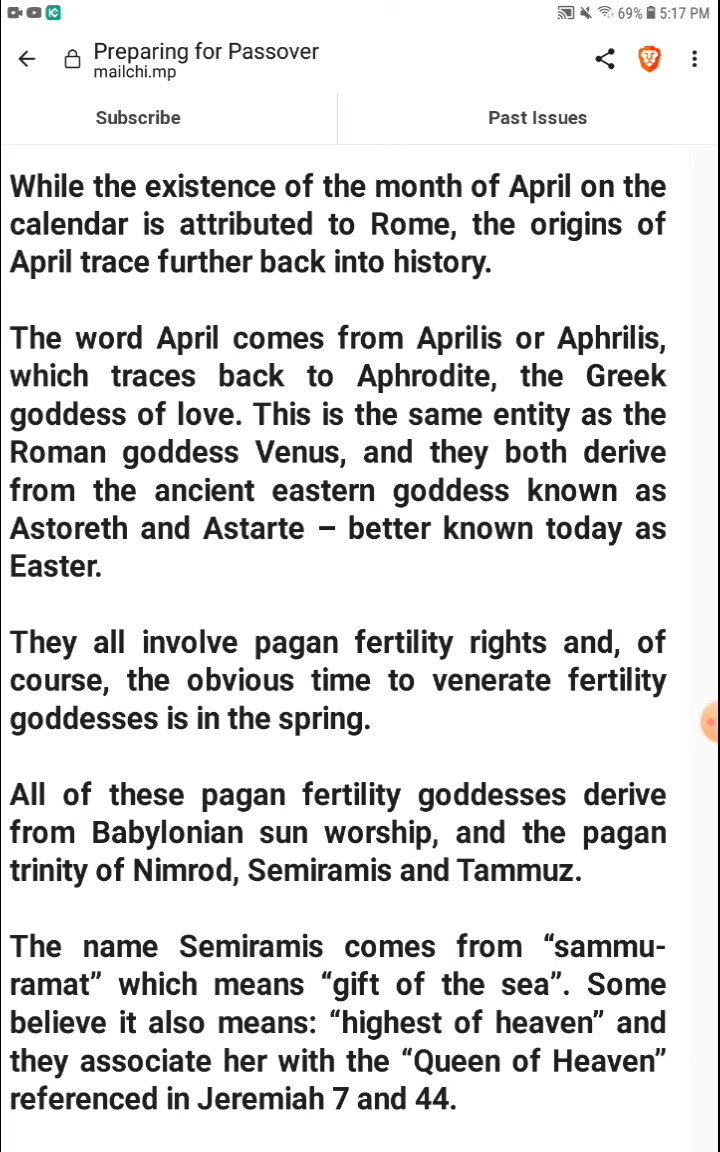 69% 5:17 PM
Preparing for Passover
mailchi.mp
Subscribe Past Issues
While the existence of the month of April on the
calendar is attributed to Rome, the origins of
April trace further back into history.
The word April comes from Aprilis or Aphrilis,
which traces back to Aphrodite, the Greek
goddess of love. This is the same entity as the
Roman goddess Venus, and they both derive
from the ancient eastern goddess known as
Astoreth and Astarte – better known today as
Easter.
They all involve pagan fertility rights and, of
course, the obvious time to venerate fertility
goddesses is in the spring.
All of these pagan fertility goddesses derive
from Babylonian sun worship, and the pagan
trinity of Nimrod, Semiramis and Tammuz.
The name Semiramis comes from “sammu-
ramat” which means “gift of the sea”. Some
believe it also means: “highest of heaven” and
they associate her with the “Queen of Heaven”
referenced in Jeremiah 7 and 44.